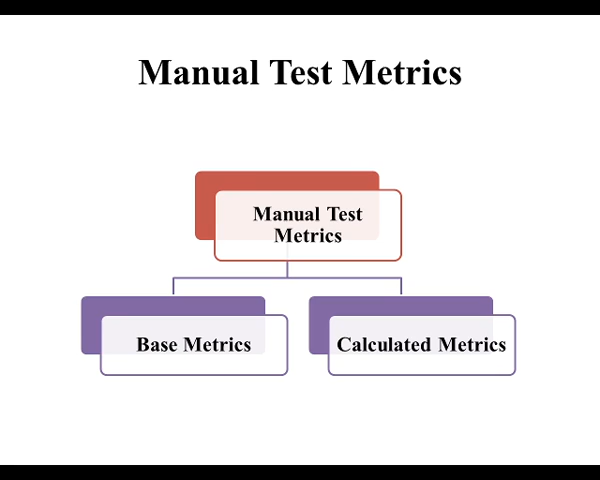 Manual Test Metrics
Manual Test
Metrics
Base Metrics
Calculated Metrics